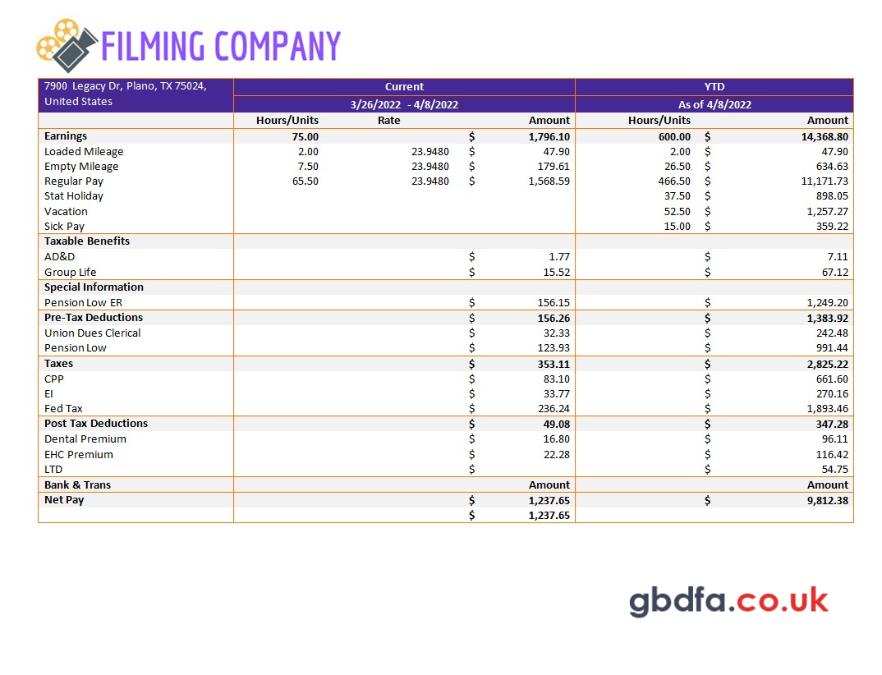 FILMING COMPANY
7900 Legacy Dr, Plano, TX 75024, Current YTD
United States 3/26/2022 - 4/8/2022 As of 4/8/2022
Hours/Units Rate Amount Hours/Units Amount
Earnings 75.00 $ 1,796.10 600.00 $ 14,368.80
Loaded Mileage 2.00 23.9480 $ 47.90 2.00 $ 47.90
Empty Mileage 7.50 23.9480 $ 179.61 26.50 $ 634.63
Regular Pay 65.50 23.9480 $ 1,568.59 466.50 $ 11,171.73
Stat Holiday 37.50 $ 898.05
Vacation 52.50 $ 1,257.27
Sick Pay 15.00 $ 359.22
Taxable Benefits
AD&D $ 1.77 $ 7.11
Group Life $ 15.52 $ 67.12
Special Information
Pension Low ER $ 156.15 $ 1,249.20
Pre-Tax Deductions $ 156.26 $ 1,383.92
Union Dues Clerical $ 32.33 $ 242.48
Pension Low $ 123.93 $ 991.44
Taxes $ 353.11 $ 2,825.22
CPP $ 83.10 $ 661.60
EI $ 33.77 $ 270.16
Fed Tax $ 236.24 $ 1,893.46
Post Tax Deductions $ 49.08 $ 347.28
Dental Premium $ 16.80 $ 96.11
EHC Premium $ 22.28 $ 116.42
LTD $ $ 54.75
Bank & Trans Amount Amount
Net Pay $ 1,237.65 $ 9,812.38
$ 1,237.65
gbdfa.co.uk